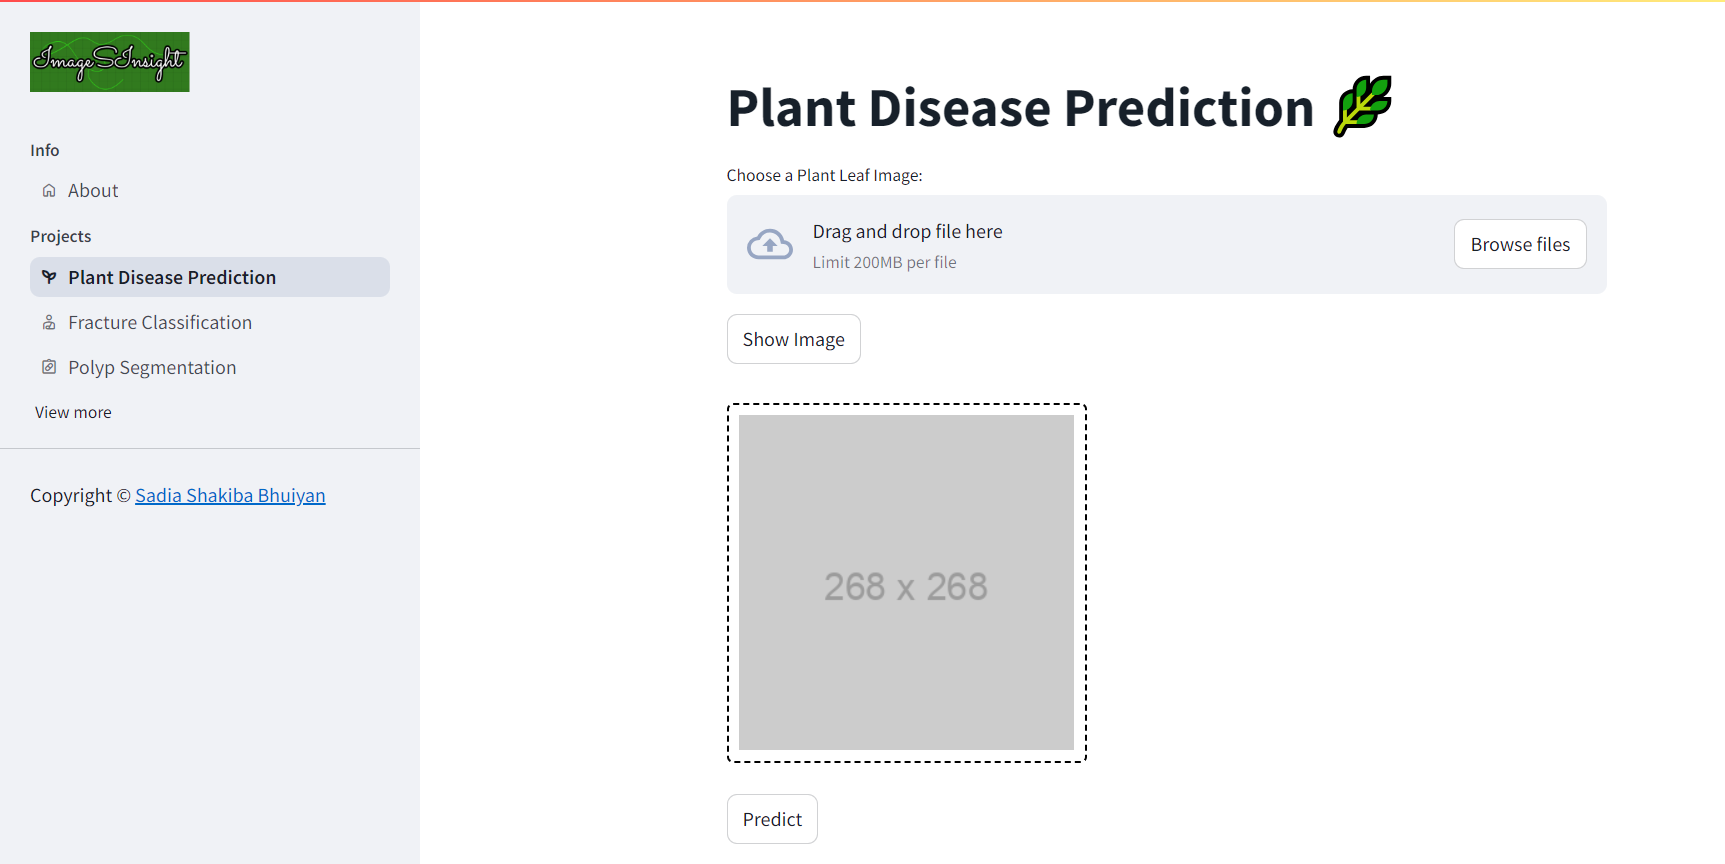 ImageSInsight
Info
About
Projects
Plant Disease Prediction
Fracture Classification
Polyp Segmentation
View more
Copyright © Sadia Shakiba Bhuiyan
Plant Disease Prediction
Choose a Plant Leaf Image:
Drag and drop file here
Limit 200MB per file
Browse files
Show Image
268 x 268
Predict